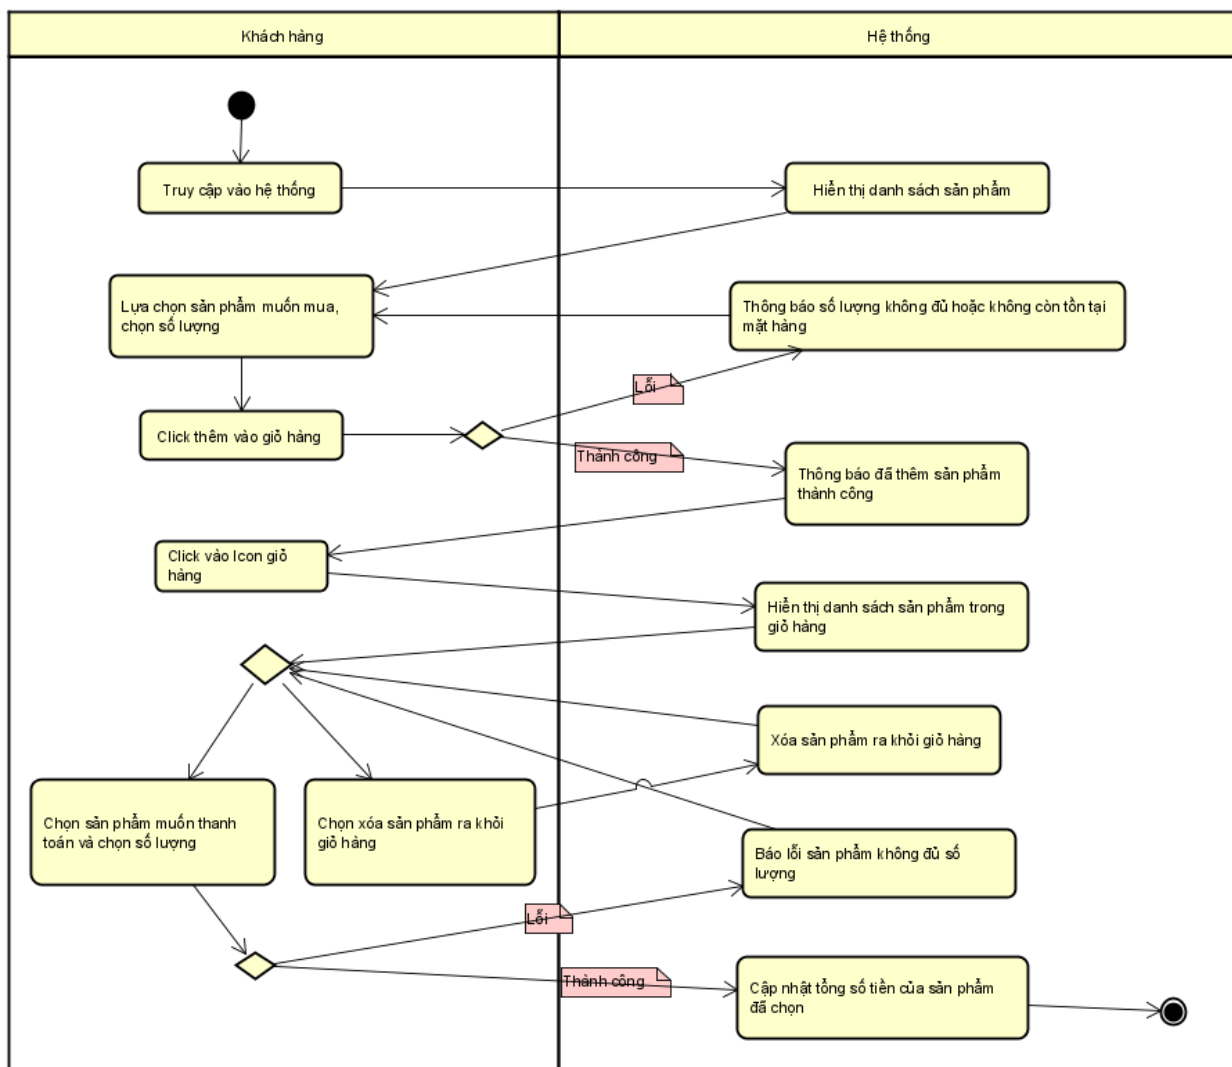 Khách hàng
Hệ thống
Truy cập vào hệ thống
Hiển thị danh sách sản phẩm
Lựa chọn sản phẩm muốn mua,
chọn số lượng
Thông báo số lượng không đủ hoặc không còn tồn tại
mặt hàng
Lỗi
Click thêm vào giỏ hàng
Thành công
Thông báo đã thêm sản phẩm
thành công
Click vào Icon giỏ
hàng
Hiển thị danh sách sản phẩm trong
giỏ hàng
Xóa sản phẩm ra khỏi giỏ hàng
Chọn sản phẩm muốn thanh
toán và chọn số lượng
Chọn xóa sản phẩm ra khỏi
giỏ hàng
Báo lỗi sản phẩm không đủ số
lượng
Lỗi
Thành công
Cập nhật tổng số tiền của sản phẩm
đã chọn